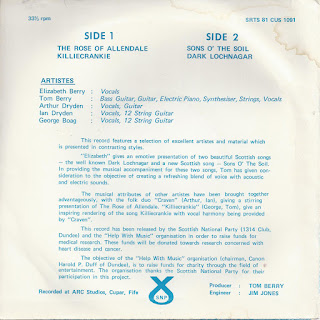 33⅓ rpm
SRTS 81 CUS 1091
SIDE 1
THE ROSE OF ALLENDALE
KILLIECRANKIE
SIDE 2
SONS O' THE SOIL
DARK LOCHNAGAR
ARTISTES
Elizabeth Berry : Vocals
Tom Berry : Bass Guitar, Guitar, Electric Piano, Synthesiser, Strings, Vocals
Arthur Dryden : Vocals, Guitar
Ian Dryden : Vocals, 12 String Guitar
George Boag : Vocals, 12 String Guitar
This record features a selection of excellent artistes and material which
is presented in contrasting styles.
"Elizabeth" gives an emotive presentation of two beautiful Scottish songs
– the well known Dark Lochnagar and a new Scottish song – Sons O' The Soil.
In providing the musical accompaniment for these two songs, Tom has given con-
sideration to the objective of creating a refreshing blend of voice with acoustic
and electric sounds.
The musical attributes of other artistes have been brought together
advantageously, with the folk duo "Craven" (Arthur, Ian), giving a stirring
presentation of The Rose of Allendale. "Killiecrankie" (George, Tom), give an
inspiring rendering of the song Killiecrankie with vocal harmony being provided
by "Craven".
This record has been released by the Scottish National Party (1314 Club,
Dundee) and the "Help With Music" organisation in order to raise funds for
medical research. These funds will be donated towards research concerned with
heart disease and cancer.
The objective of the "Help With Music" organisation (chairman, Canon
Harold P. Duff of Dundee), is to raise funds for charity through the field of
entertainment. The organisation thanks the Scottish National Party for their
participation in this project.
Recorded at ARC Studios, Cupar, Fife
SNP
Producer : TOM BERRY
Engineer : JIM JONES